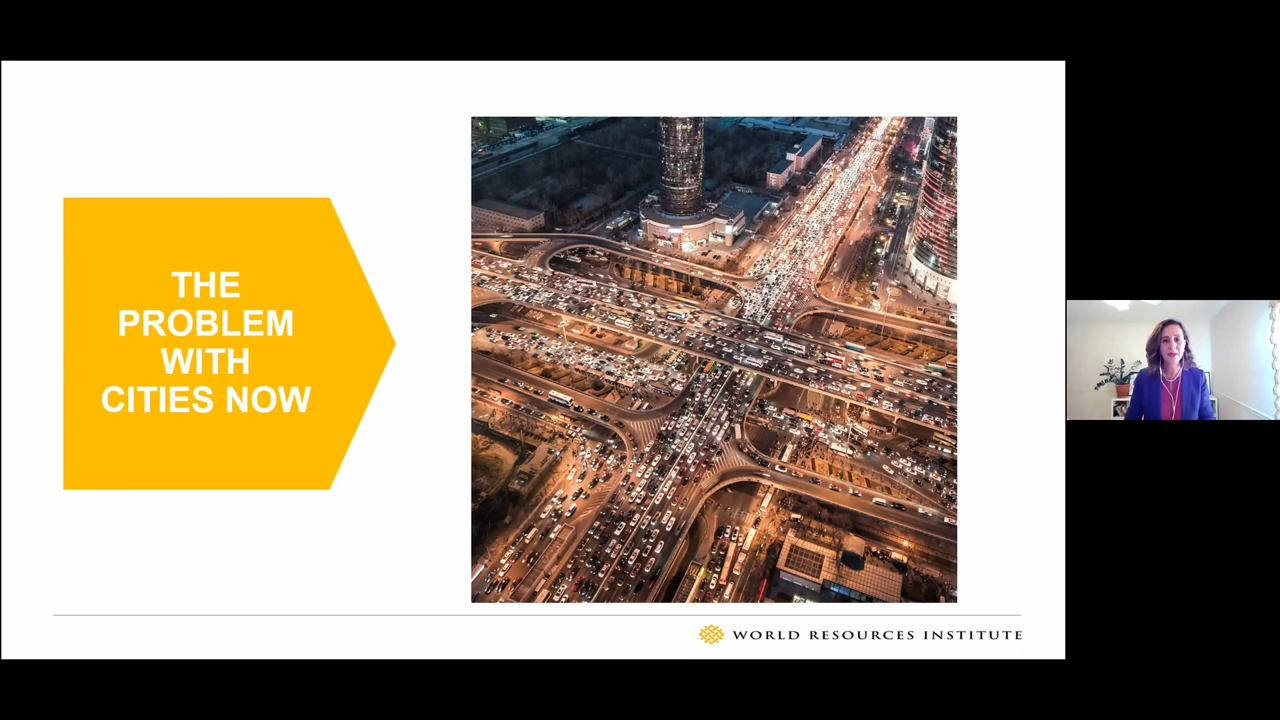 THE
PROBLEM
WITH
CITIES NOW
WORLD RESOURCES INSTITUTE